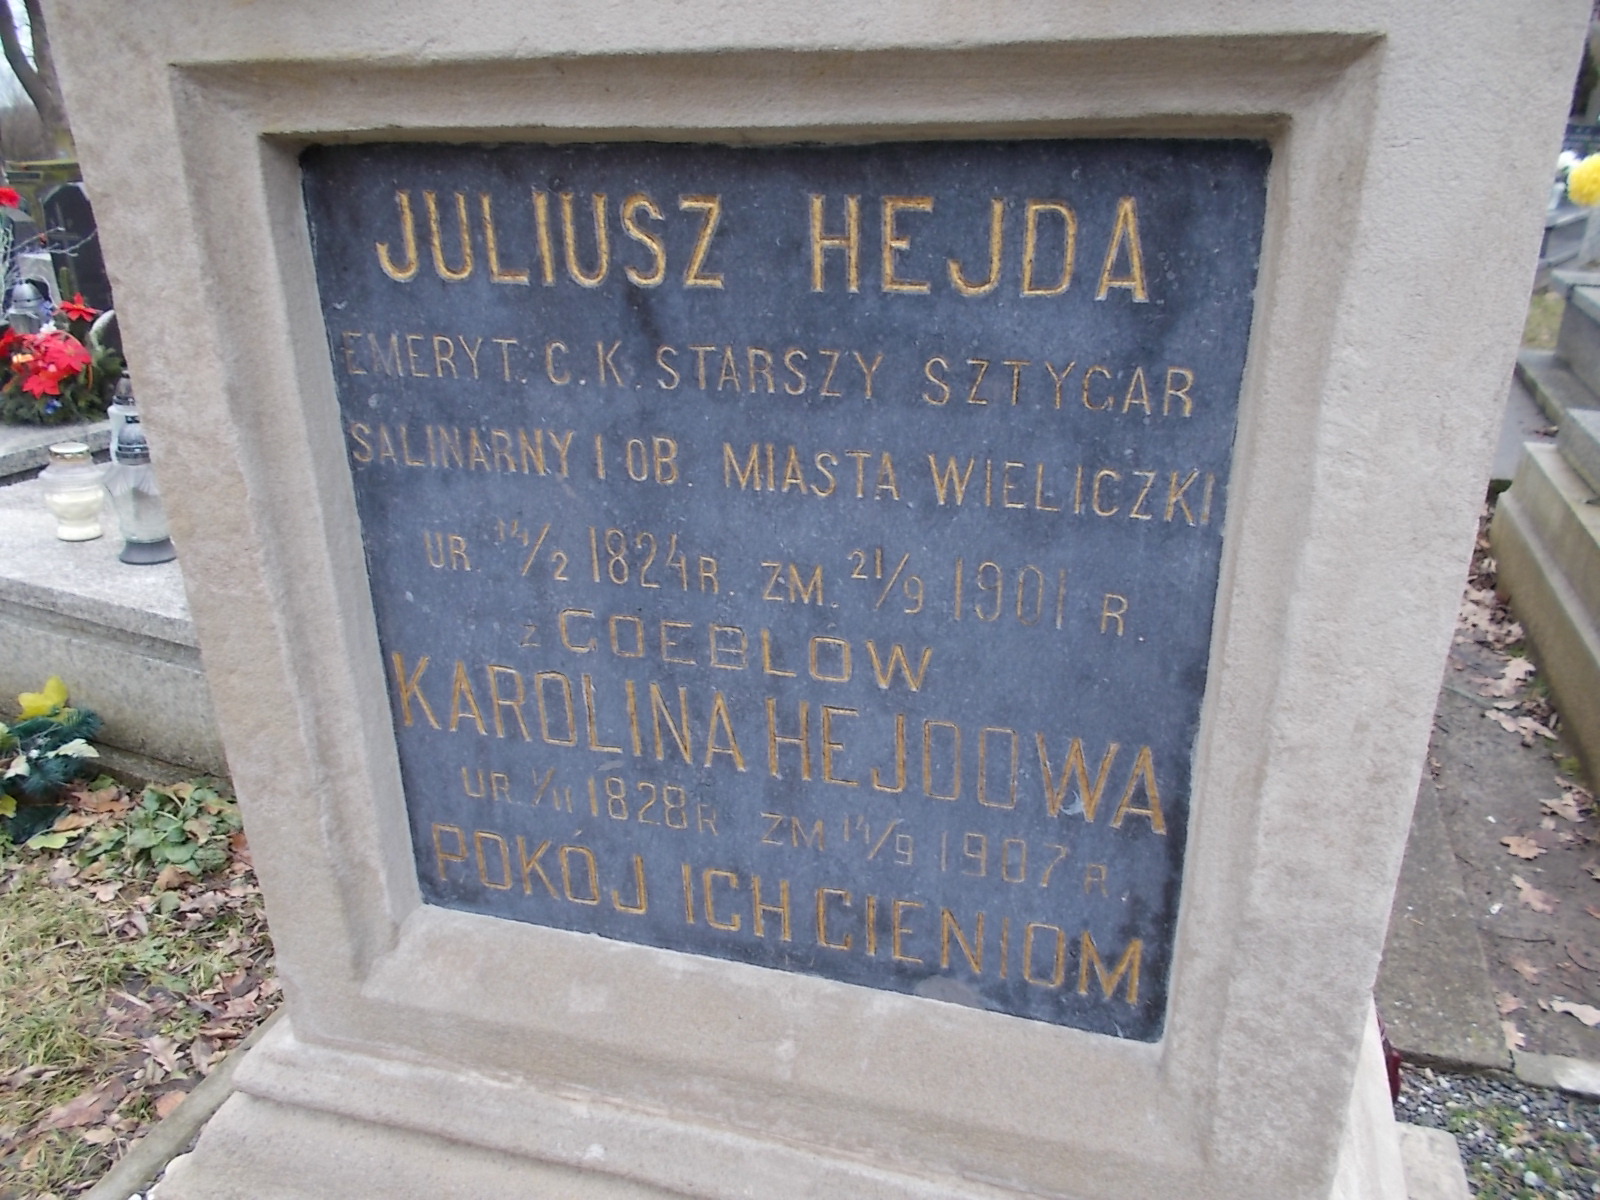 JULIUSZ HEJDA
EMERYT. C. K. STARSZY SZTYGAR
SALINARNY I OB. MIASTA WIELICZKI
UR. 14/2 1824 R. ZM. 21/9 1901 R.
Z GOEBLOW
KAROLINA HEJDOWA
UR. 1/11 1828 R ZM 14/9 1907 R.
POKÓJ ICH CIENIOM